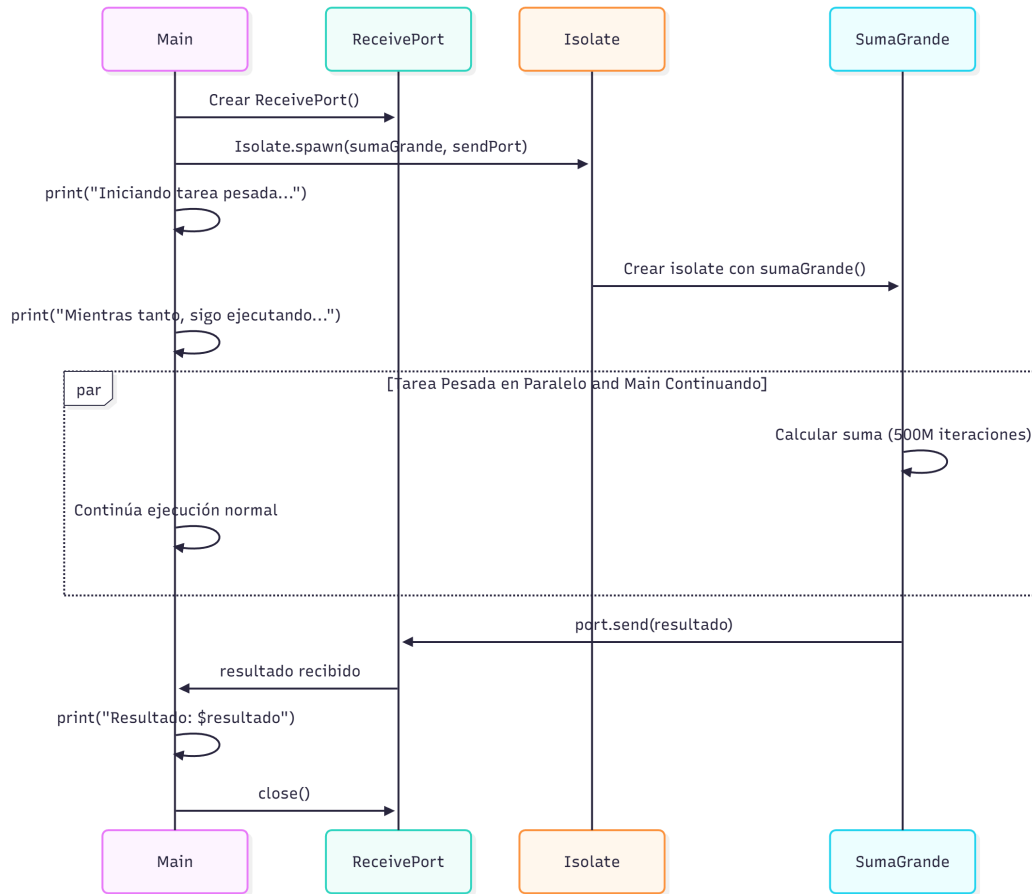 Main
ReceivePort
Isolate
SumaGrande
Crear ReceivePort()
Isolate.spawn(sumaGrande, sendPort)
print("Iniciando tarea pesada...")
Crear isolate con sumaGrande()
print("Mientras tanto, sigo ejecutando...")
par
[Tarea Pesada en Paralelo and Main Continuando]
Calcular suma (500M iteraciones)
Continúa ejecución normal
port.send(resultado)
resultado recibido
print("Resultado: $resultado")
close()
Main
ReceivePort
Isolate
SumaGrande